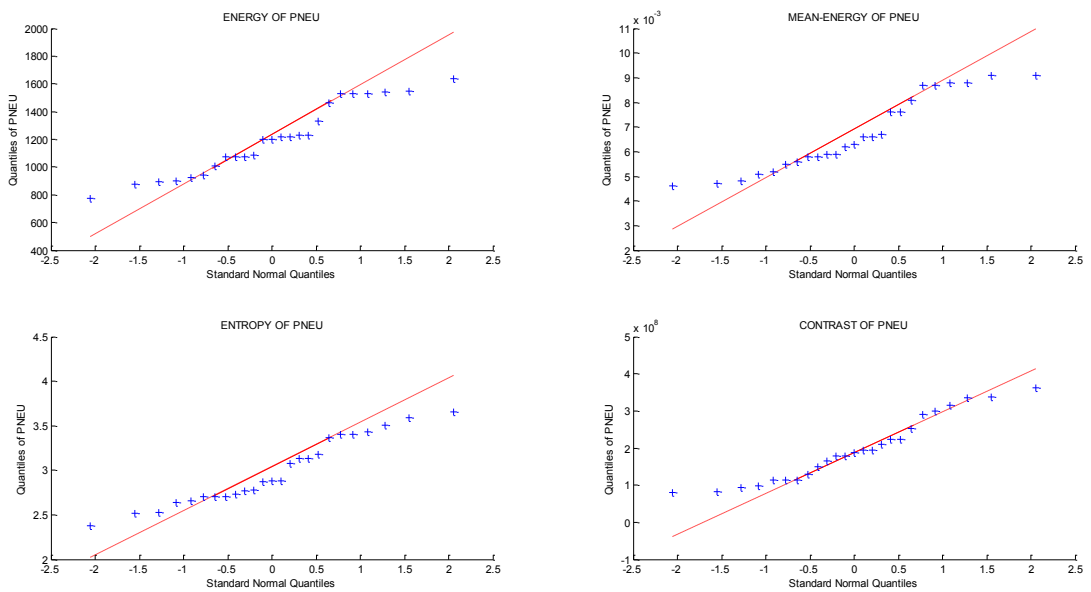 ENERGY OF PNEU
Quantiles of PNEU
2000
1800
1600
1400
1200
1000
800
600
400
-2.5 -2 -1.5 -1 -0.5 0 0.5 1 1.5 2 2.5
Standard Normal Quantiles
MEAN-ENERGY OF PNEU
x 10^-3
Quantiles of PNEU
11
10
9
8
7
6
5
4
3
2
-2.5 -2 -1.5 -1 -0.5 0 0.5 1 1.5 2 2.5
Standard Normal Quantiles
ENTROPY OF PNEU
Quantiles of PNEU
4.5
4
3.5
3
2.5
2
-2.5 -2 -1.5 -1 -0.5 0 0.5 1 1.5 2 2.5
Standard Normal Quantiles
CONTRAST OF PNEU
x 10^8
Quantiles of PNEU
5
4
3
2
1
0
-1
-2.5 -2 -1.5 -1 -0.5 0 0.5 1 1.5 2 2.5
Standard Normal Quantiles